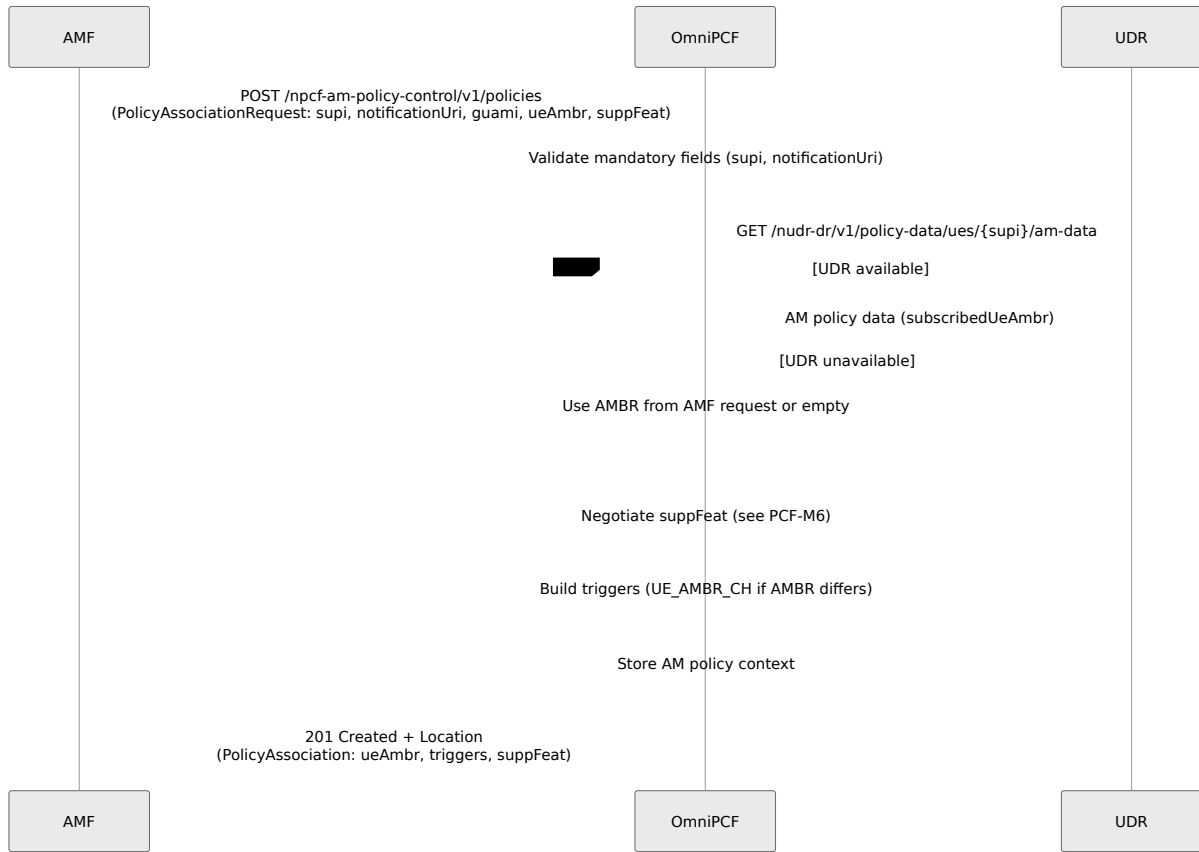 AMF
OmniPCF
UDR
POST /npcf-am-policy-control/v1/policies
(PolicyAssociationRequest: supi, notificationUri, guami, ueAmbr, suppFeat)
Validate mandatory fields (supi, notificationUri)
GET /nudr-dr/v1/policy-data/ues/{supi}/am-data
[UDR available]
AM policy data (subscribedUeAmbr)
[UDR unavailable]
Use AMBR from AMF request or empty
Negotiate suppFeat (see PCF-M6)
Build triggers (UE_AMBR_CH if AMBR differs)
Store AM policy context
201 Created + Location
(PolicyAssociation: ueAmbr, triggers, suppFeat)
AMF
OmniPCF
UDR